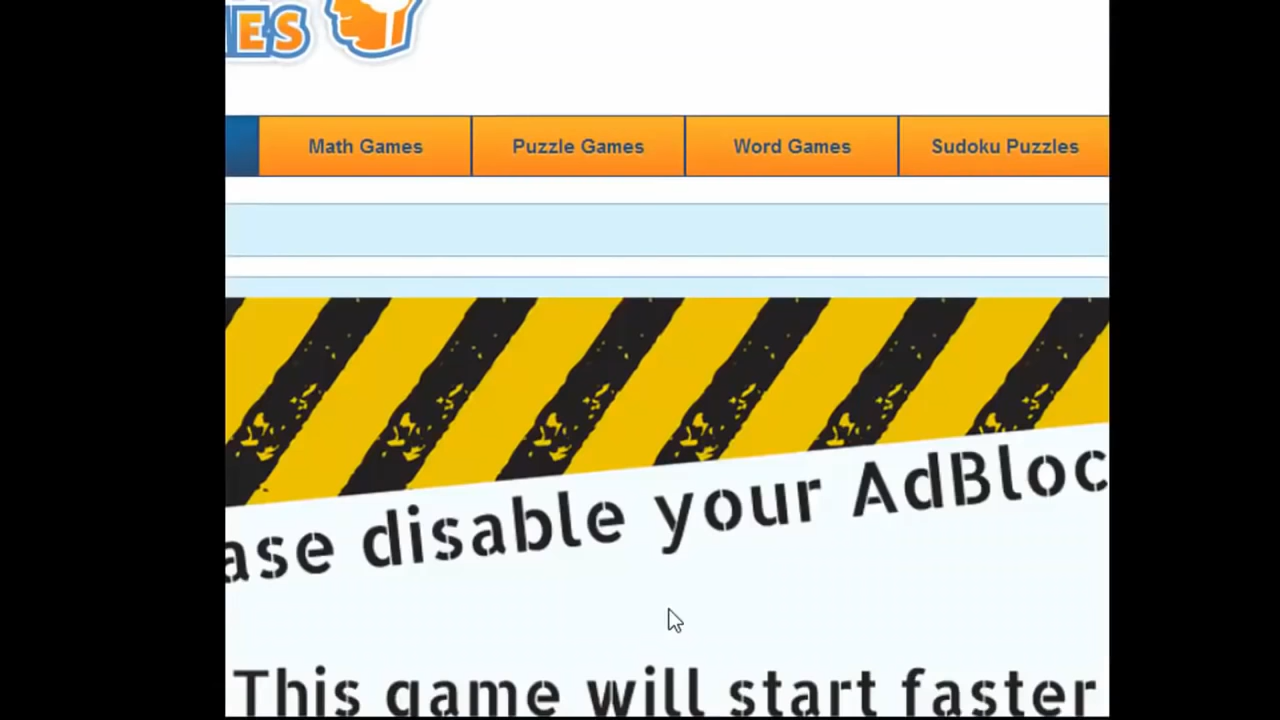 ES
Math Games
Puzzle Games
Word Games
Sudoku Puzzles
ase disable your AdBloc
This game will start faster